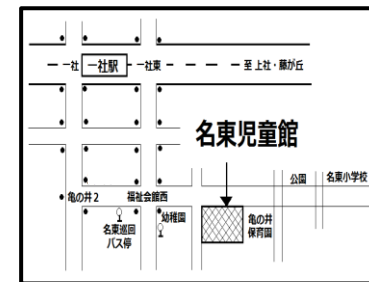 一社 一社駅 一社東 至 上社・藤が丘
名東児童館
公園 名東小学校
亀の井2 福祉会館西
名東巡回
バス停
幼稚園
亀の井
保育園